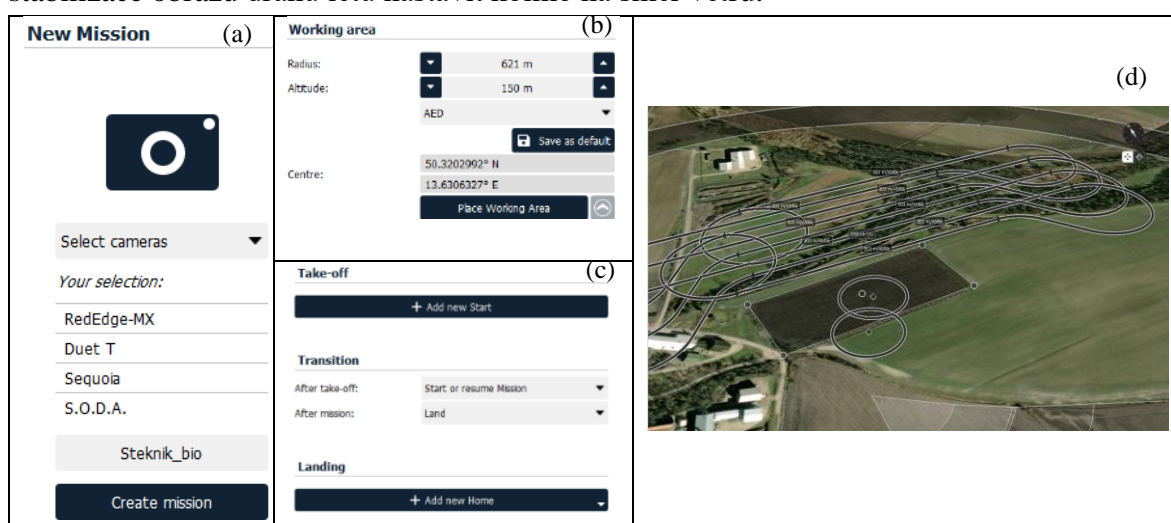 New Mission (a)
Select cameras
Your selection:
RedEdge-MX
Duet T
Sequoia
S.O.D.A.
Steknik_bio
Create mission
Working area (b)
Radius: 621 m
Altitude: 150 m
AED
Save as default
Centre: 50.3202992° N
13.6306327° E
Place Working Area
Take-off (c)
+ Add new Start
Transition
After take-off: Start or resume Mission
After mission: Land
Landing
+ Add new Home
(d)